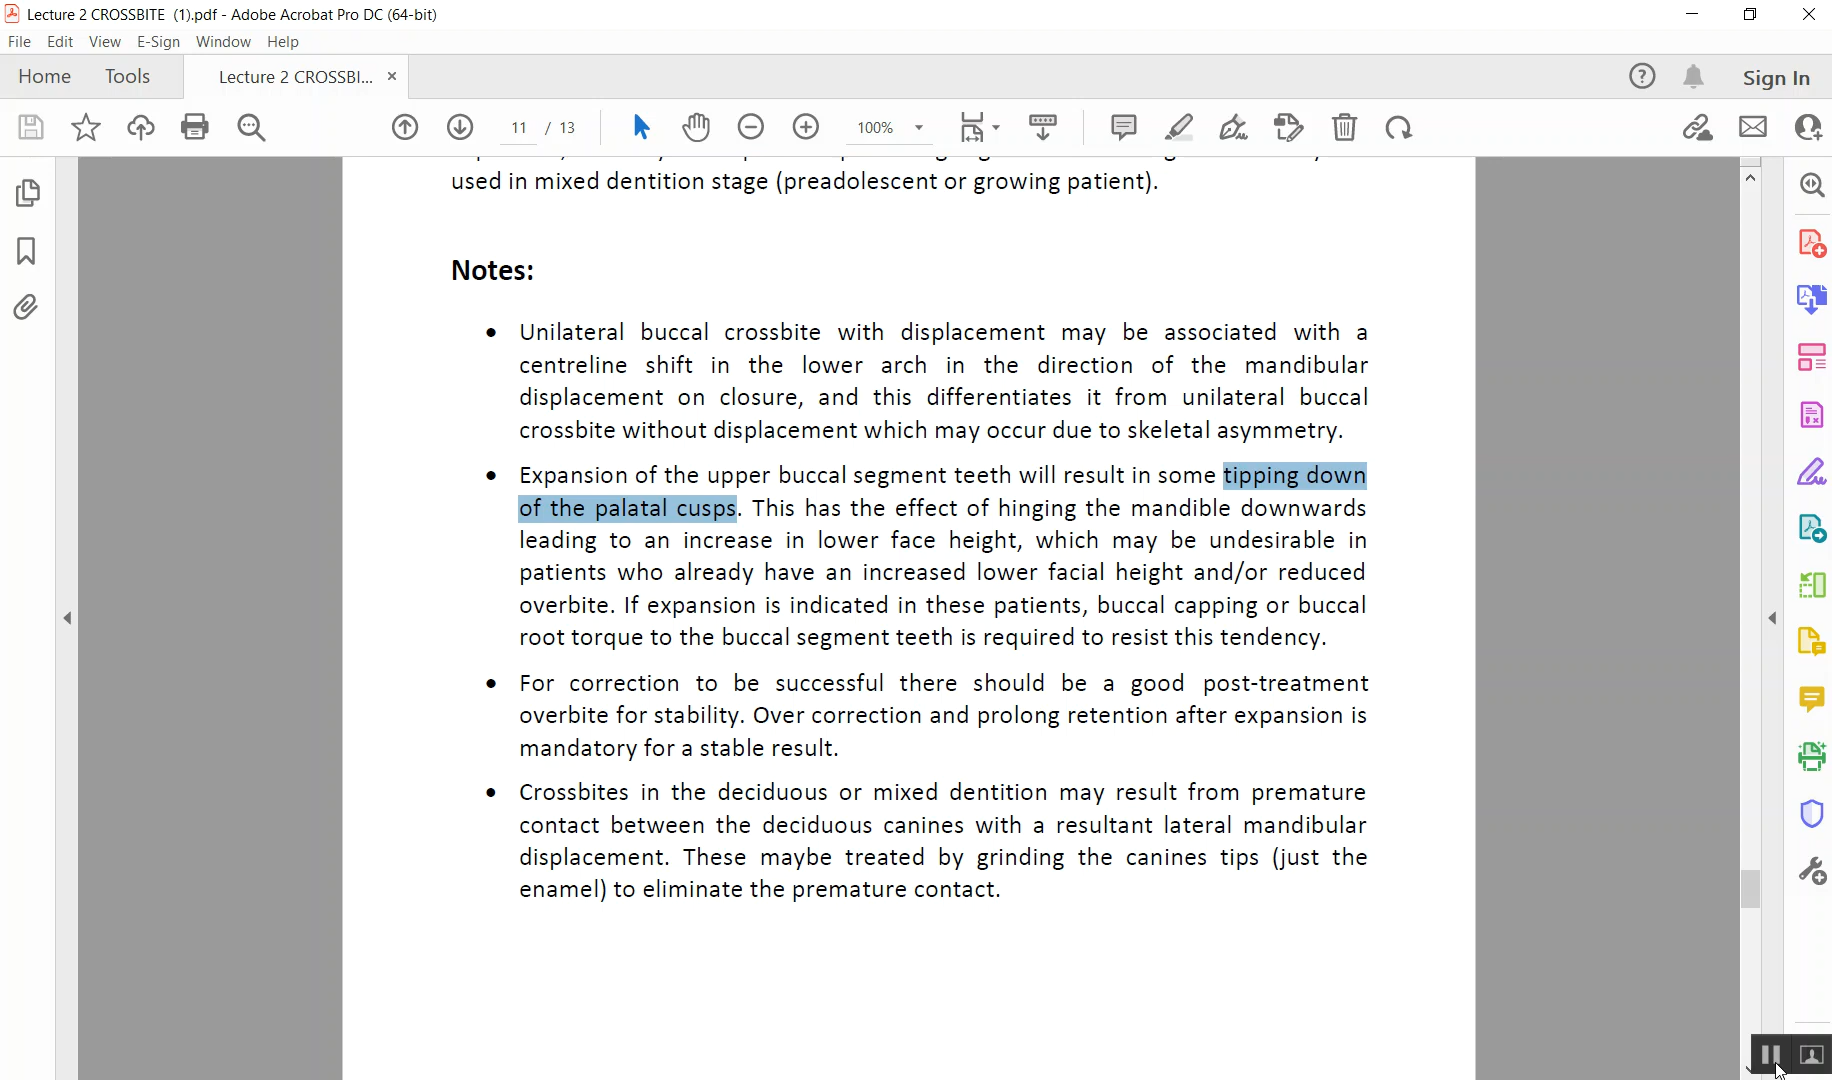 Lecture 2 CROSSBITE (1).pdf - Adobe Acrobat Pro DC (64-bit)
File Edit View E-Sign Window Help
Home Tools Lecture 2 CROSSBI... × Sign In
11 / 13 100%
used in mixed dentition stage (preadolescent or growing patient).
Notes:
• Unilateral buccal crossbite with displacement may be associated with a
centreline shift in the lower arch in the direction of the mandibular
displacement on closure, and this differentiates it from unilateral buccal
crossbite without displacement which may occur due to skeletal asymmetry.
• Expansion of the upper buccal segment teeth will result in some tipping down
of the palatal cusps. This has the effect of hinging the mandible downwards
leading to an increase in lower face height, which may be undesirable in
patients who already have an increased lower facial height and/or reduced
overbite. If expansion is indicated in these patients, buccal capping or buccal
root torque to the buccal segment teeth is required to resist this tendency.
• For correction to be successful there should be a good post-treatment
overbite for stability. Over correction and prolong retention after expansion is
mandatory for a stable result.
• Crossbites in the deciduous or mixed dentition may result from premature
contact between the deciduous canines with a resultant lateral mandibular
displacement. These maybe treated by grinding the canines tips (just the
enamel) to eliminate the premature contact.